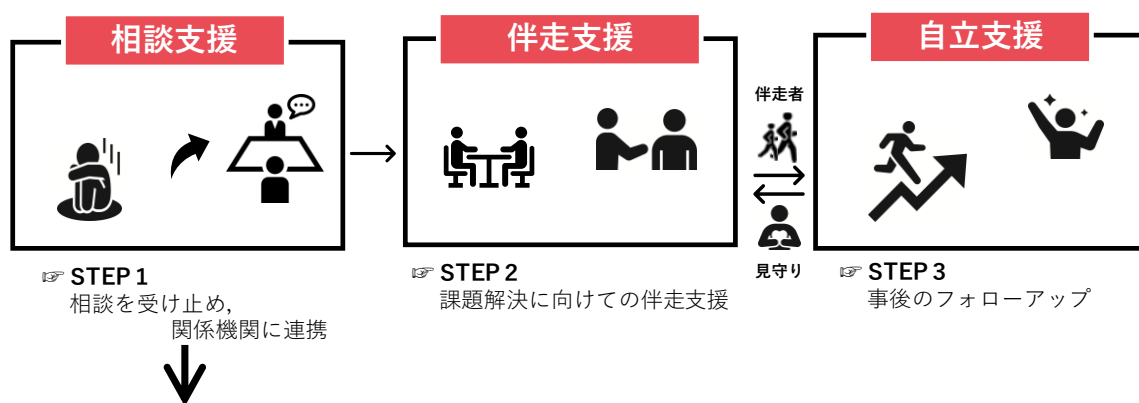 相談支援
伴走支援
自立支援
伴走者
見守り
☞ STEP 1
相談を受け止め,
関係機関に連携
☞ STEP 2
課題解決に向けての伴走支援
☞ STEP 3
事後のフォローアップ